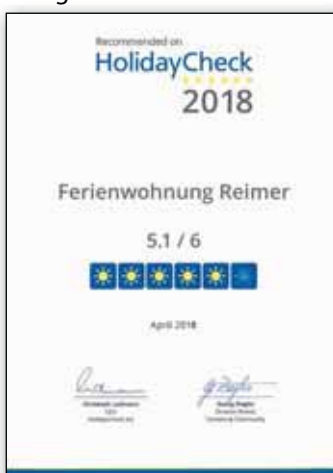 Recommended on
HolidayCheck
2018
Ferienwohnung Reimer
5,1 / 6
April 2018